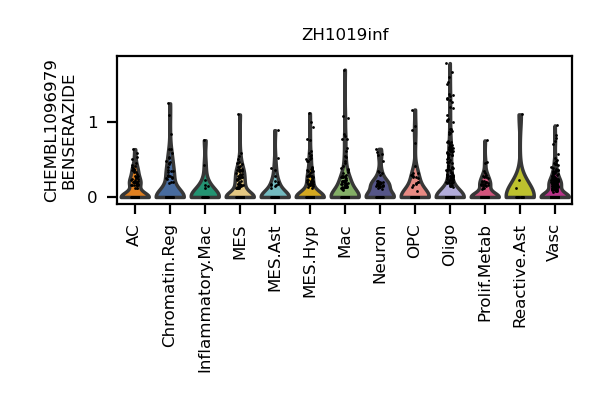 ZH1019inf
CHEMBL1096979
BENSERAZIDE
1
0
AC
Chromatin.Reg
Inflammatory.Mac
MES
MES.Ast
MES.Hyp
Mac
Neuron
OPC
Oligo
Prolif.Metab
Reactive.Ast
Vasc